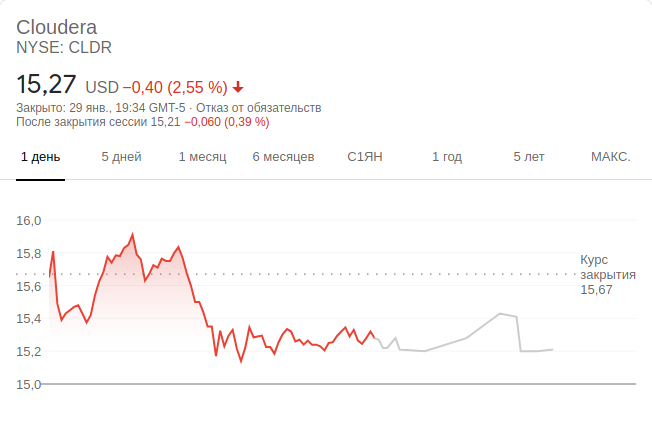 Cloudera
NYSE: CLDR
15,27 USD −0,40 (2,55 %)
Закрыто: 29 янв., 19:34 GMT-5 · Отказ от обязательств
После закрытия сессии 15,21 −0,060 (0,39 %)
1 день 5 дней 1 месяц 6 месяцев С1ЯН 1 год 5 лет МАКС.
16,0
15,8
15,6
15,4
15,2
15,0
Курс
закрытия
15,67